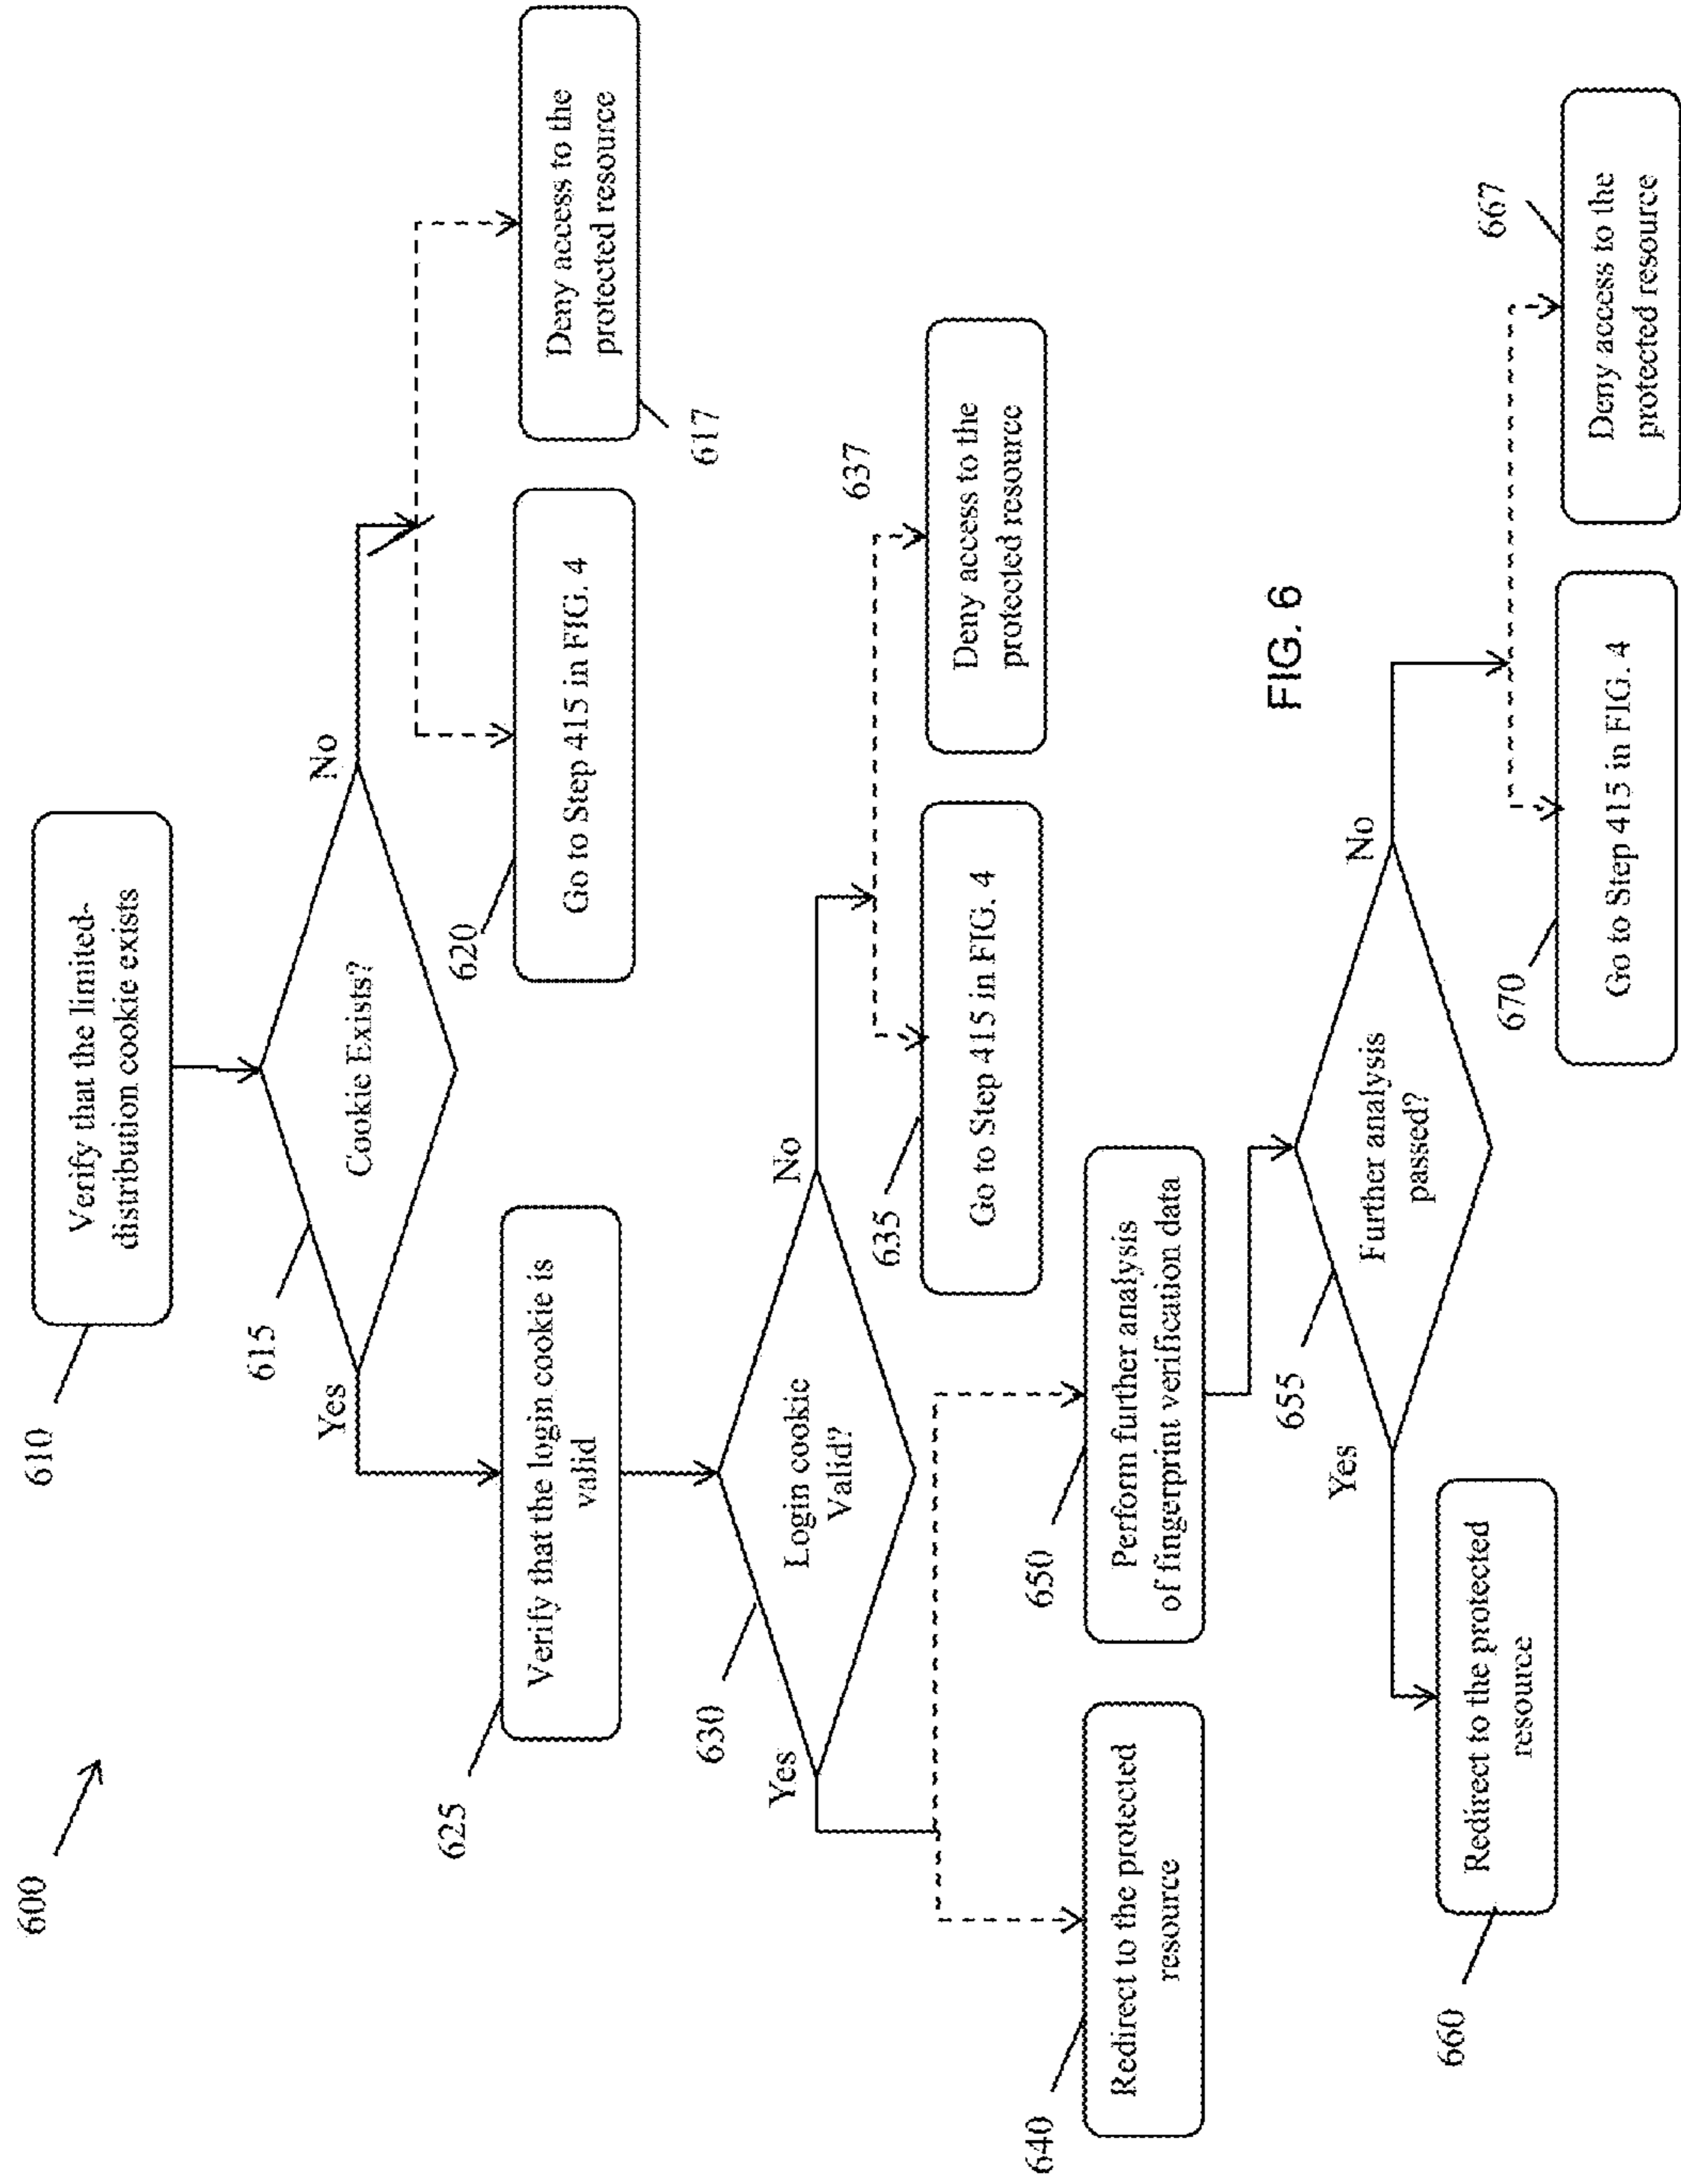 600
610
Verify that the limited-
distribution cookie exists
615
Cookie Exists?
Yes
No
620
Go to Step 415 in FIG. 4
Deny access to the
protected resource
617
625
Verify that the login cookie is
valid
630
Login cookie
Valid?
Yes
No
635
Go to Step 415 in FIG. 4
637
Deny access to the
protected resource
640
Redirect to the protected
resource
650
Perform further analysis
of fingerprint verification data
FIG. 6
655
Further analysis
passed?
Yes
No
660
Redirect to the protected
resource
670
Go to Step 415 in FIG. 4
667
Deny access to the
protected resource